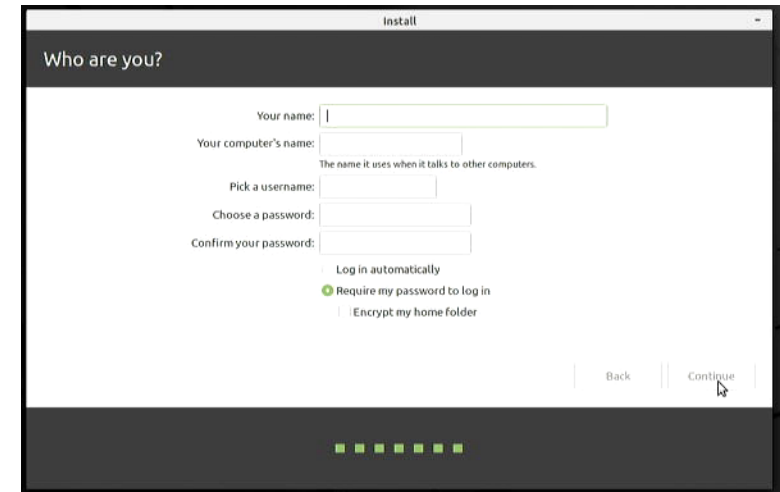 Install
Who are you?
Your name:
Your computer's name:
The name it uses when it talks to other computers.
Pick a username:
Choose a password:
Confirm your password:
Log in automatically
Require my password to log in
Encrypt my home folder
Back Continue